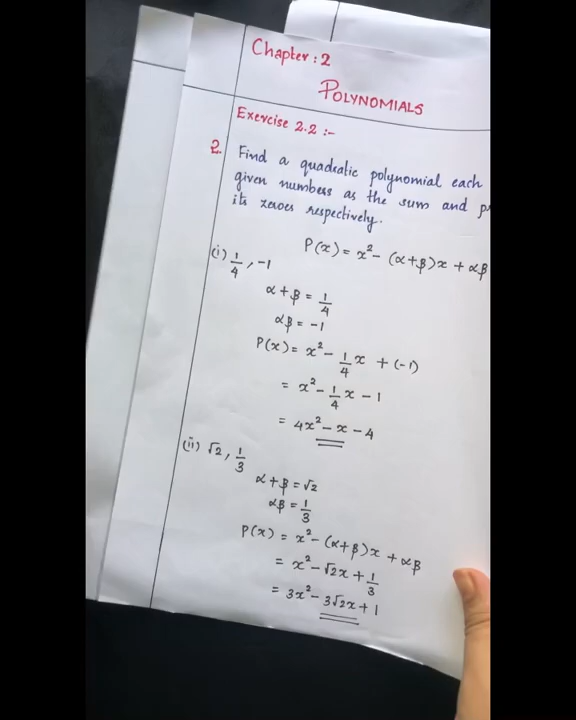 Chapter : 2
POLYNOMIALS
Exercise 2.2 :-
2. Find a quadratic polynomial each
given numbers as the sum and
its zeroes respectively.
P(x) = x² - (α+β)x + αβ
(i) 1/4, -1
α + β = 1/4
αβ = -1
P(x) = x² - 1/4 x + (-1)
= x² - 1/4 x - 1
= 4x² - x - 4
(ii) √2, 1/3
α + β = √2
αβ = 1/3
P(x) = x² - (α+β)x + αβ
= x² - √2x + 1/3
= 3x² - 3√2x + 1